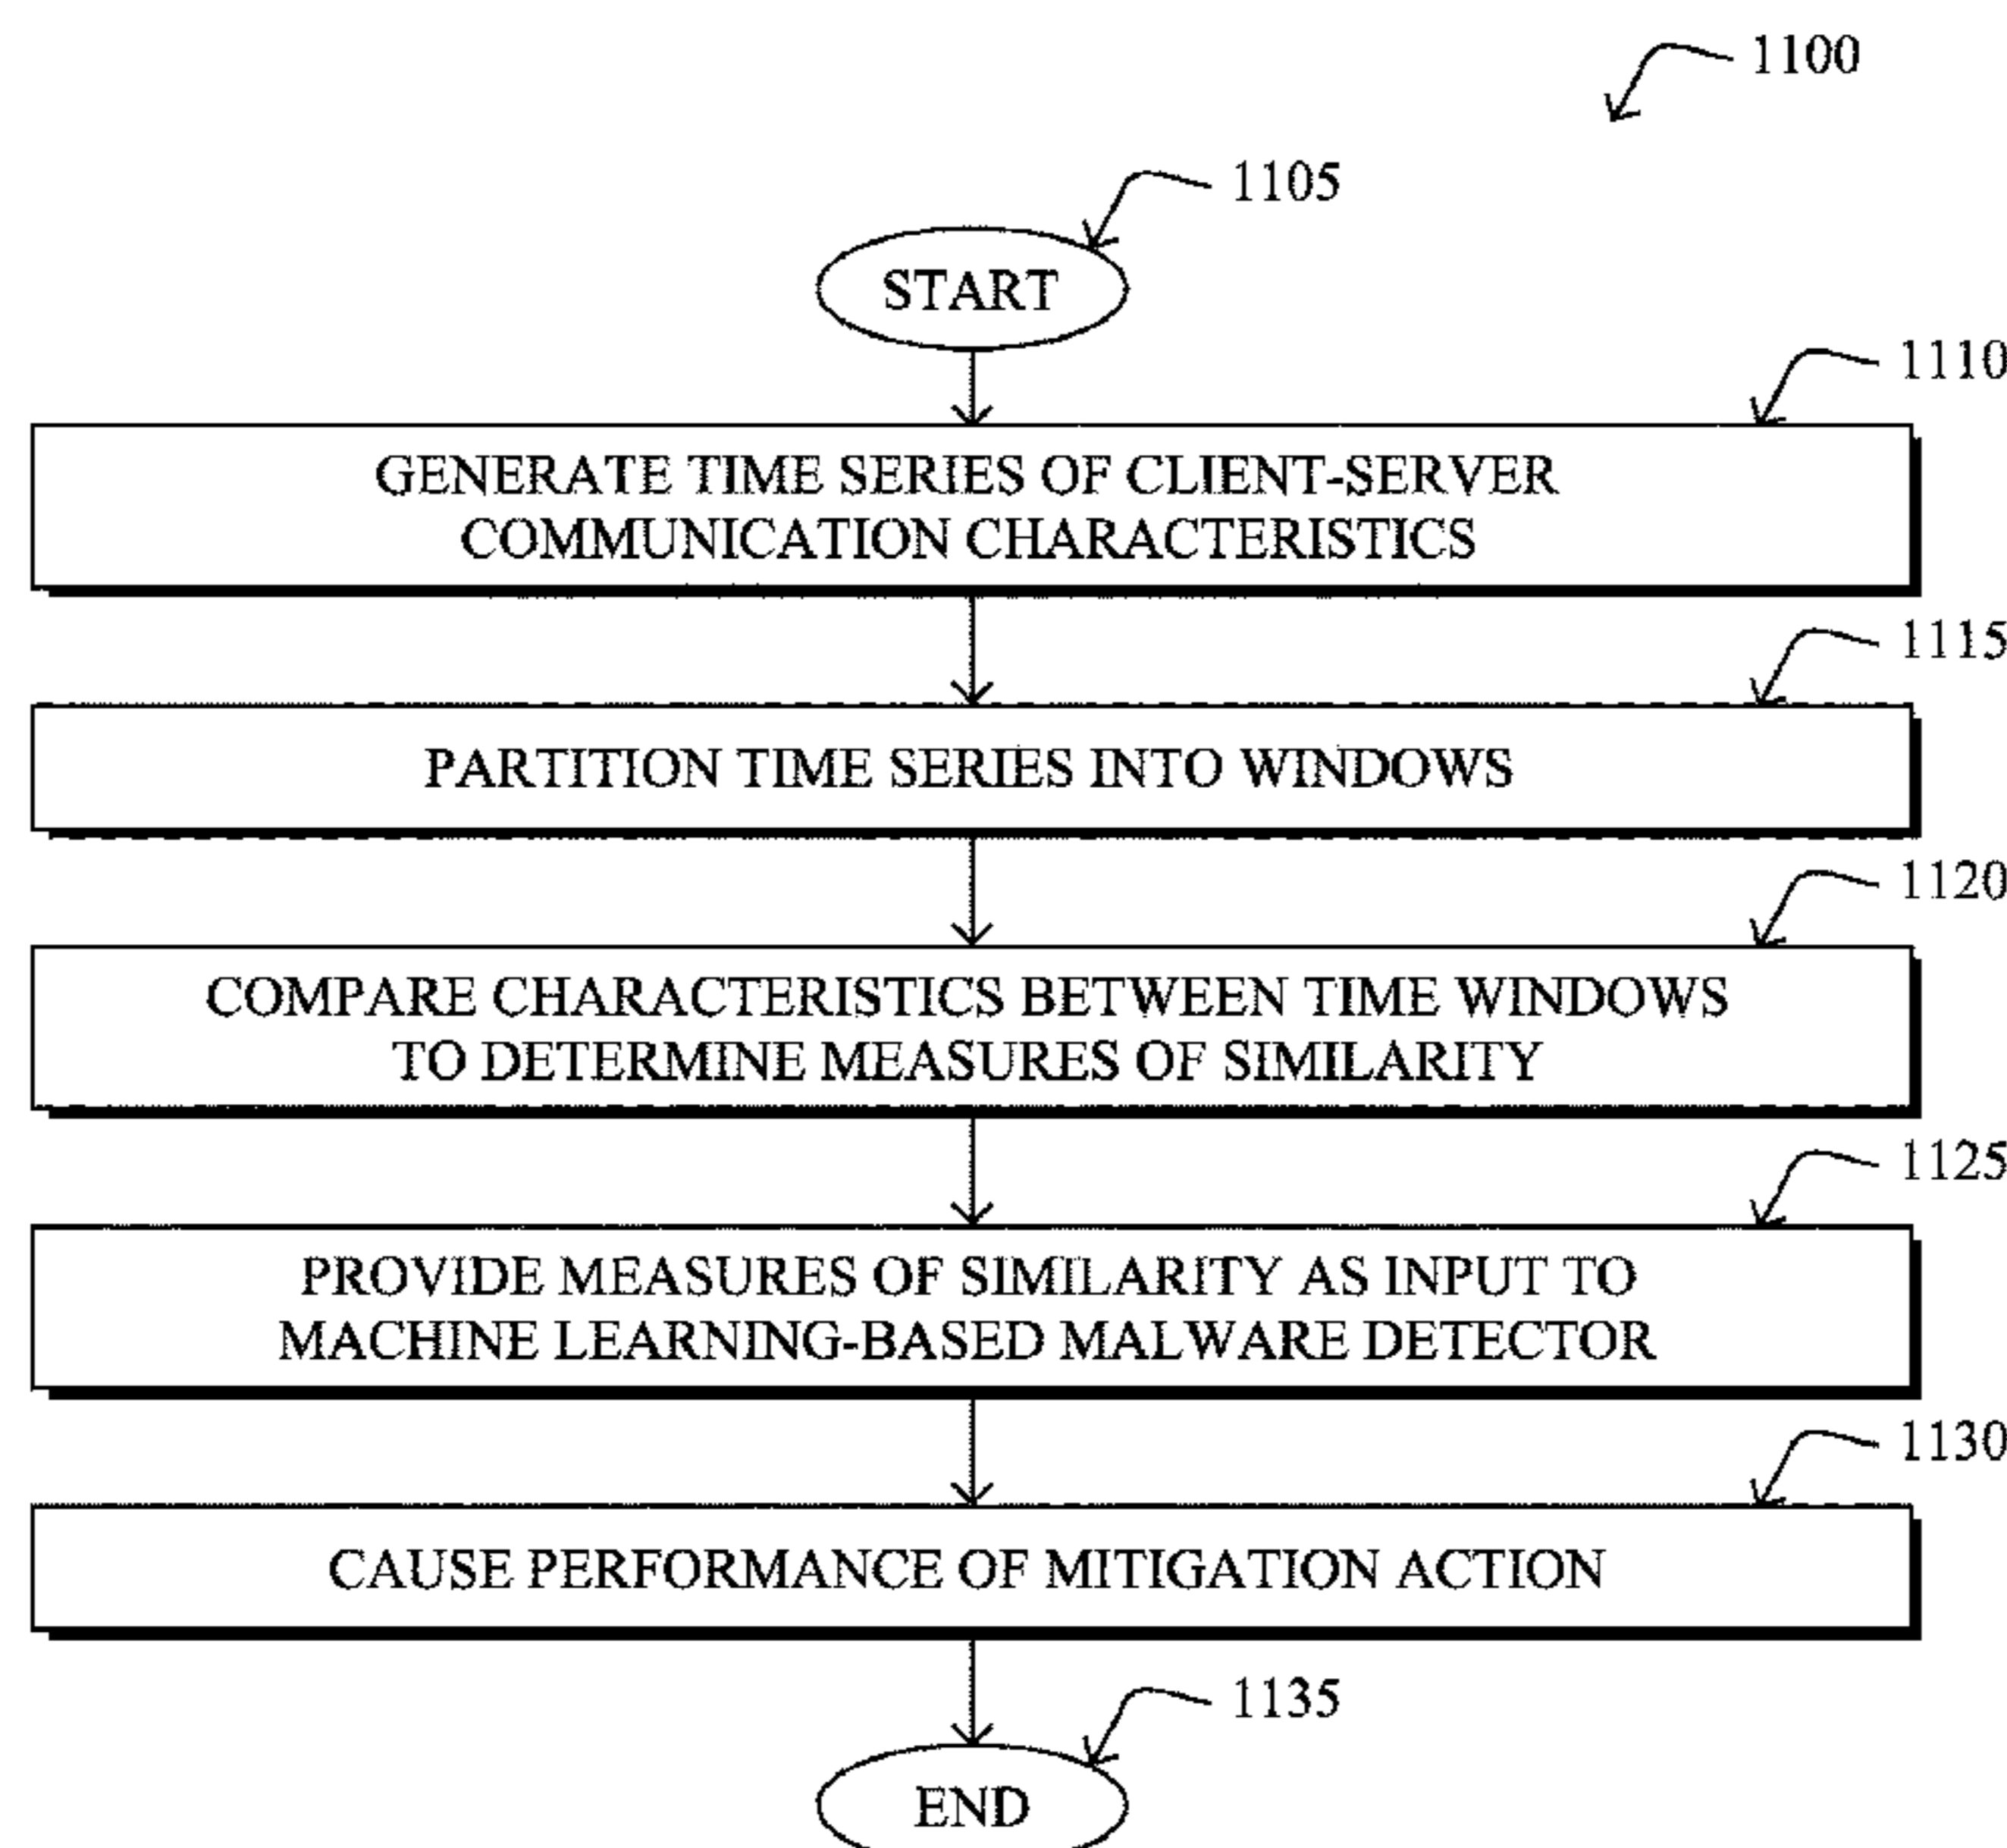 1100
1105
START
1110
GENERATE TIME SERIES OF CLIENT-SERVER
COMMUNICATION CHARACTERISTICS
1115
PARTITION TIME SERIES INTO WINDOWS
1120
COMPARE CHARACTERISTICS BETWEEN TIME WINDOWS
TO DETERMINE MEASURES OF SIMILARITY
1125
PROVIDE MEASURES OF SIMILARITY AS INPUT TO
MACHINE LEARNING-BASED MALWARE DETECTOR
1130
CAUSE PERFORMANCE OF MITIGATION ACTION
1135
END